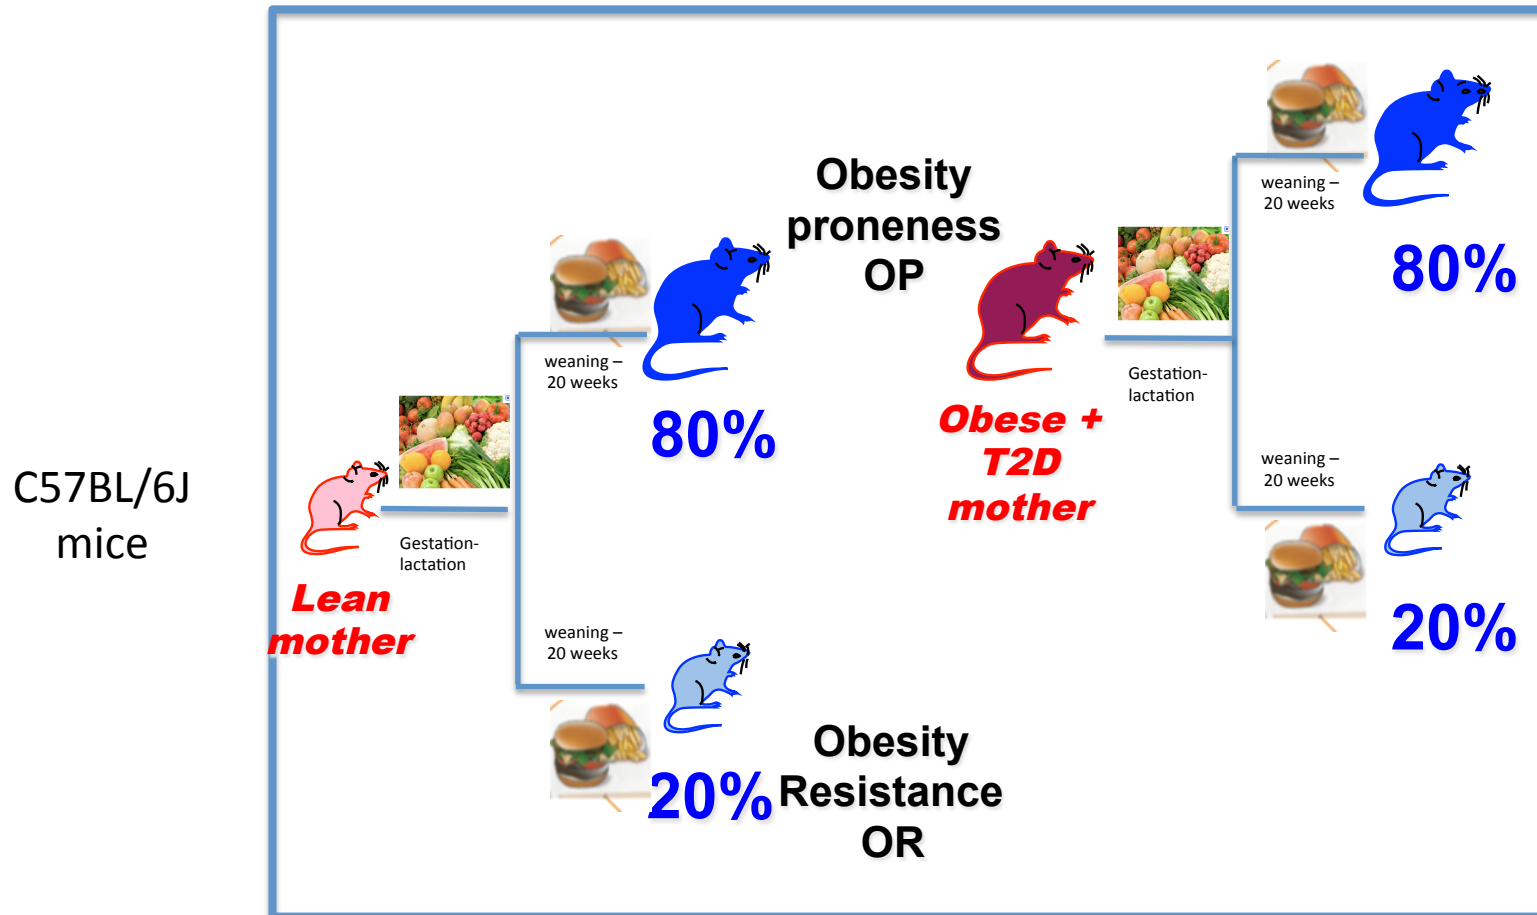 C57BL/6J
mice
Lean
mother
Gestation-
lactation
weaning –
20 weeks
80%
weaning –
20 weeks
20%
Obesity
proneness
OP
Obesity
Resistance
OR
Obese +
T2D
mother
Gestation-
lactation
weaning –
20 weeks
80%
weaning –
20 weeks
20%